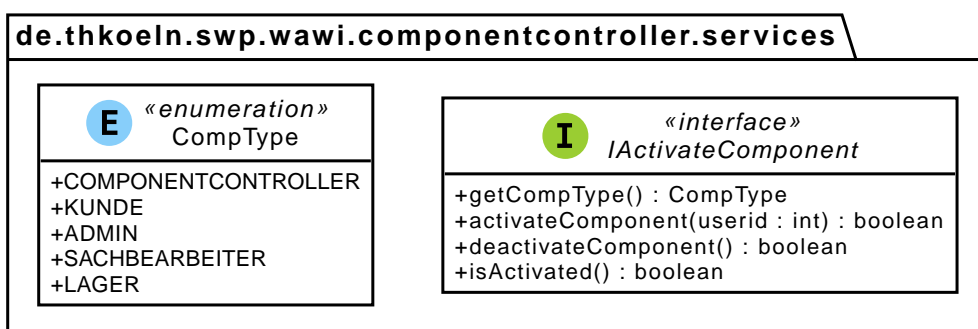 de.thkoeln.swp.wawi.componentcontroller.services
E
«enumeration»
CompType
+COMPONENTCONTROLLER
+KUNDE
+ADMIN
+SACHBEARBEITER
+LAGER
I
«interface»
IActivateComponent
+getCompType() : CompType
+activateComponent(userid : int) : boolean
+deactivateComponent() : boolean
+isActivated() : boolean